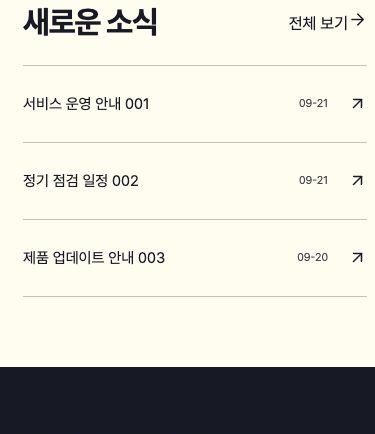 새로운 소식
전체 보기
서비스 운영 안내 001 09-21
정기 점검 일정 002 09-21
제품 업데이트 안내 003 09-20